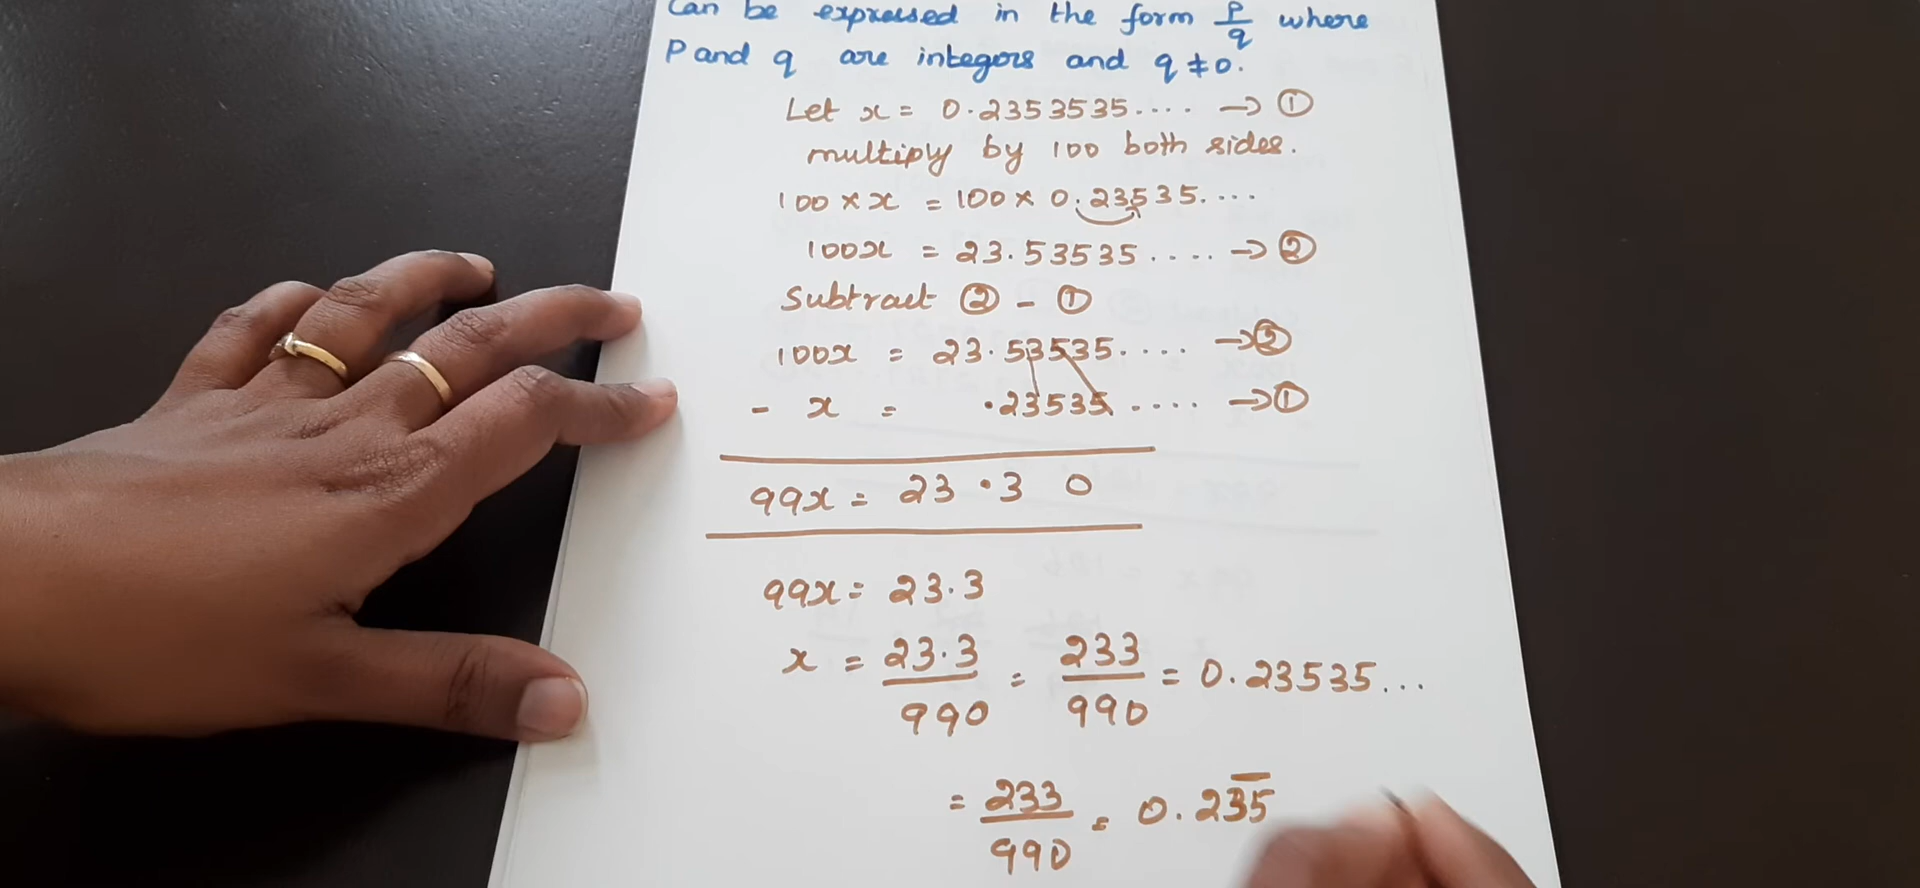 Can be expressed in the form P/q where
P and q are integers and q ≠ 0.
Let x = 0.2353535.... → ①
multiply by 100 both sides.
100 × x = 100 × 0.23535....
100x = 23.53535.... → ②
Subtract ② - ①
100x = 23.53535.... → ②
- x = .23535.... → ①
99x = 23.3 0
99x = 23.3
x = 23.3/990 = 233/990 = 0.23535...
= 233/990 = 0.23̅5̅